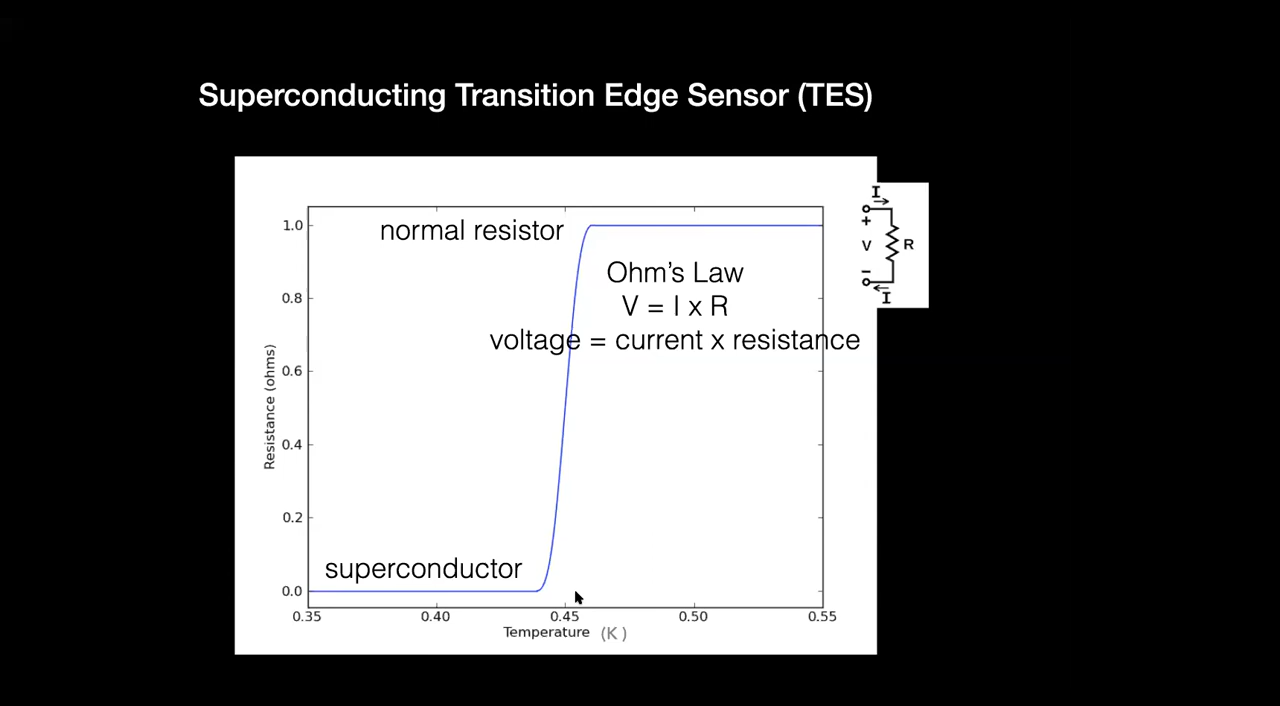 Superconducting Transition Edge Sensor (TES)
normal resistor
Ohm's Law
V = I x R
voltage = current x resistance
superconductor
Resistance (ohms)
1.0
0.8
0.6
0.4
0.2
0.0
0.35 0.40 0.45 0.50 0.55
Temperature (K)
I
+
V R
−
I